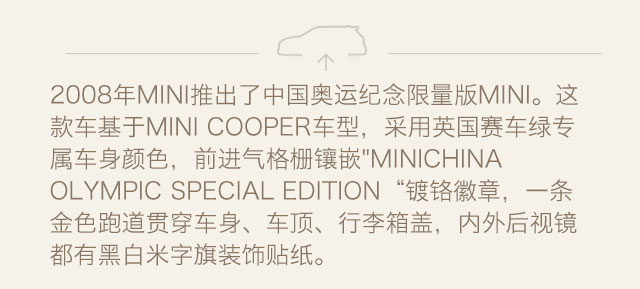 2008年MINI推出了中国奥运纪念限量版MINI。这
款车基于MINI COOPER车型，采用英国赛车绿专
属车身颜色，前进气格栅镶嵌"MINICHINA
OLYMPIC SPECIAL EDITION“镀铬徽章，一条
金色跑道贯穿车身、车顶、行李箱盖，内外后视镜
都有黑白米字旗装饰贴纸。